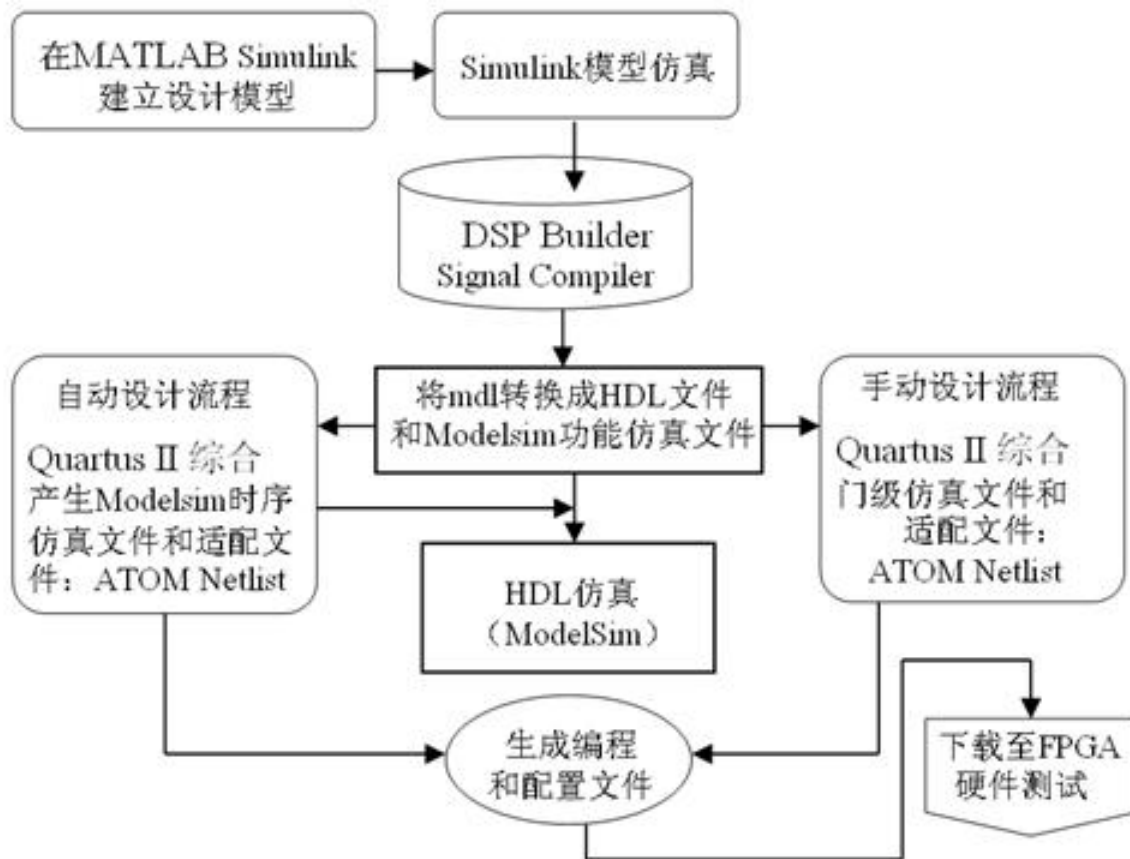 在MATLAB Simulink
建立设计模型
Simulink模型仿真
DSP Builder
Signal Compiler
将mdl转换成HDL文件
和Modelsim功能仿真文件
自动设计流程
Quartus II 综合
产生Modelsim时序
仿真文件和适配文
件：ATOM Netlist
手动设计流程
Quartus II 综合
门级仿真文件和
适配文件：
ATOM Netlist
HDL仿真
（ModelSim）
生成编程
和配置文件
下载至FPGA
硬件测试